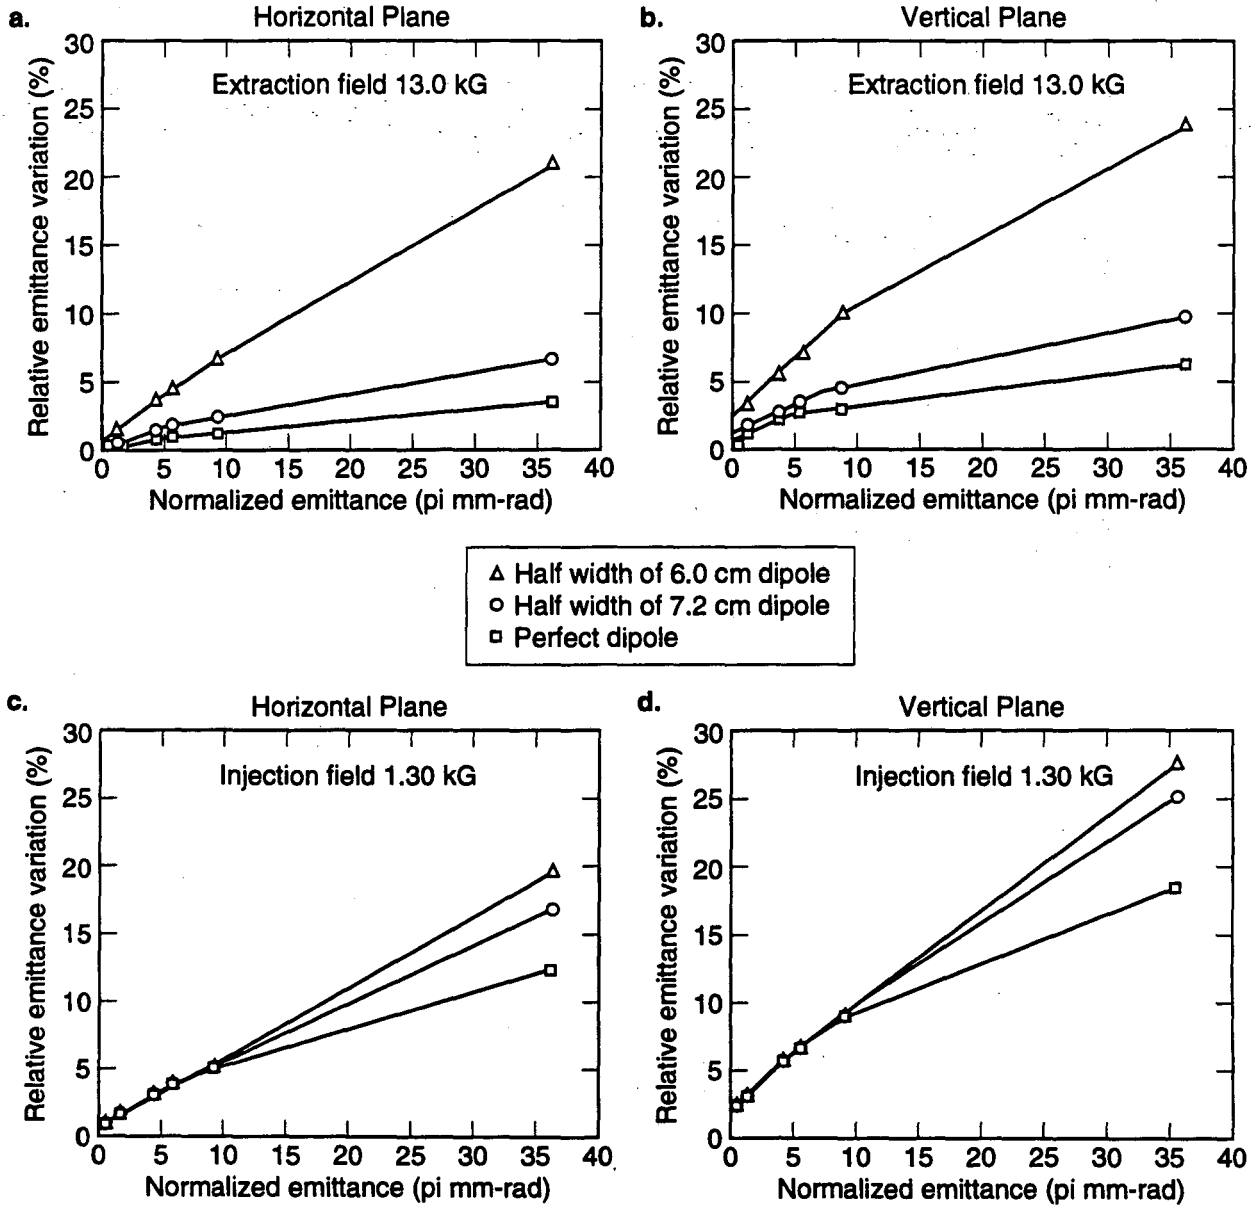 a.
Horizontal Plane
Extraction field 13.0 kG
Relative emittance variation (%)
30
25
20
15
10
5
0
0 5 10 15 20 25 30 35 40
Normalized emittance (pi mm-rad)
b.
Vertical Plane
Extraction field 13.0 kG
Relative emittance variation (%)
30
25
20
15
10
5
0
0 5 10 15 20 25 30 35 40
Normalized emittance (pi mm-rad)
Half width of 6.0 cm dipole
Half width of 7.2 cm dipole
Perfect dipole
c.
Horizontal Plane
Injection field 1.30 kG
Relative emittance variation (%)
30
25
20
15
10
5
0
0 5 10 15 20 25 30 35 40
Normalized emittance (pi mm-rad)
d.
Vertical Plane
Injection field 1.30 kG
Relative emittance variation (%)
30
25
20
15
10
5
0
0 5 10 15 20 25 30 35 40
Normalized emittance (pi mm-rad)